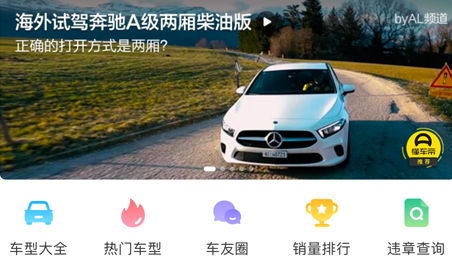 海外试驾奔驰A级两厢柴油版
byAL频道
正确的打开方式是两厢?
懂车帝
推荐
车型大全
热门车型
车友圈
销量排行
违章查询